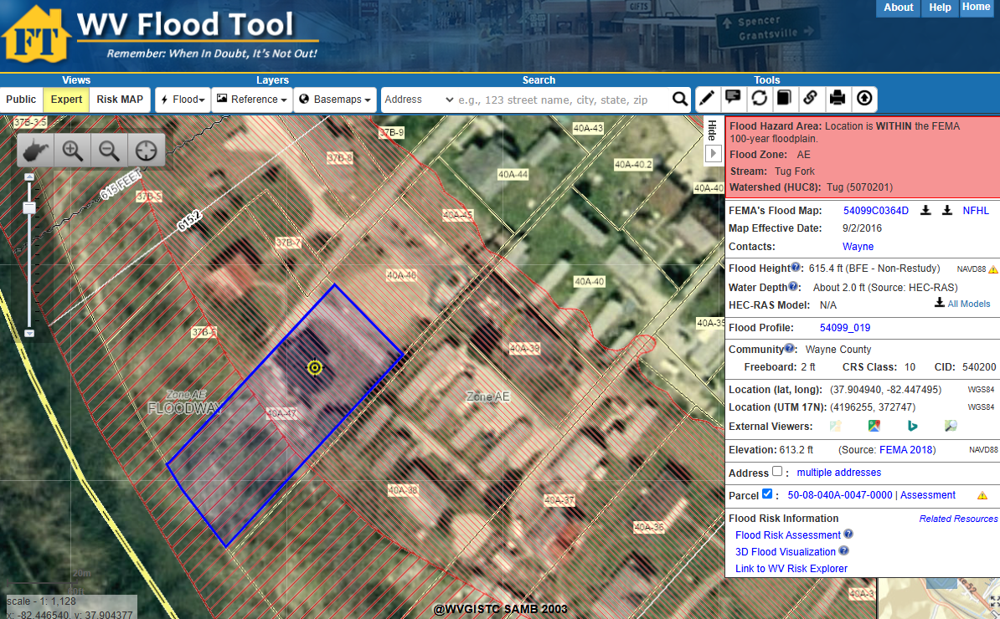 WV Flood Tool
FT
Remember: When In Doubt, It's Not Out!
GIFTS
Spencer
Grantsville
About Help Home
Views Layers Search Tools
Public Expert Risk MAP Flood Reference Basemaps Address e.g., 123 street name, city, state, zip
Hide
37B-3.5
37B-9
40A-43
37B-8
40A-40.2
40A-44
615 FEET
37B-5
615.2
40A-45
37B-7
40A-46
40A-40
40A-35
37B-6
40A-39
Zone AE
FLOODWAY
Zone AE
40A-47
40A-38
40A-37
40A-36
20m
scale - 1: 1,128
x: -82.446540, y: 37.904377
@WVGISTC SAMB 2003
Flood Hazard Area: Location is WITHIN the FEMA
100-year floodplain.
Flood Zone: AE
Stream: Tug Fork
Watershed (HUC8): Tug (5070201)
FEMA's Flood Map: 54099C0364D NFHL
Map Effective Date: 9/2/2016
Contacts: Wayne
Flood Height: 615.4 ft (BFE - Non-Restudy) NAVD88
Water Depth: About 2.0 ft (Source: HEC-RAS)
HEC-RAS Model: N/A All Models
Flood Profile: 54099_019
Community: Wayne County
Freeboard: 2 ft CRS Class: 10 CID: 540200
Location (lat, long): (37.904940, -82.447495) WGS84
Location (UTM 17N): (4196255, 372747) WGS84
External Viewers:
Elevation: 613.2 ft (Source: FEMA 2018) NAVD88
Address : multiple addresses
Parcel : 50-08-040A-0047-0000 | Assessment
Flood Risk Information Related Resources
Flood Risk Assessment
3D Flood Visualization
Link to WV Risk Explorer